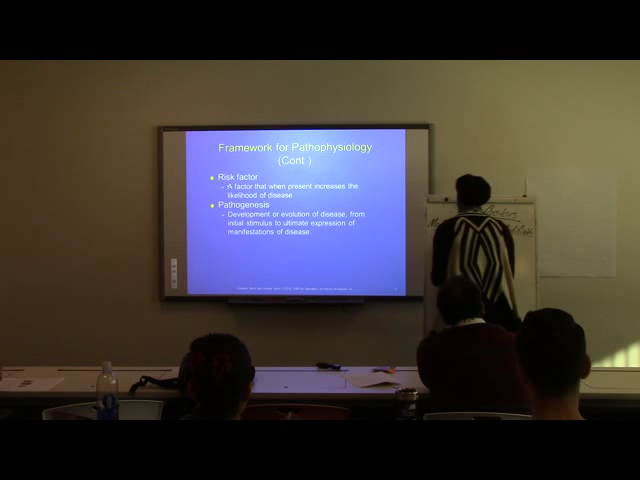 Framework for Pathophysiology
(Cont.)
Risk factor
- A factor that when present increases the
likelihood of disease
Pathogenesis
- Development or evolution of disease, from
initial stimulus to ultimate expression of
manifestations of disease